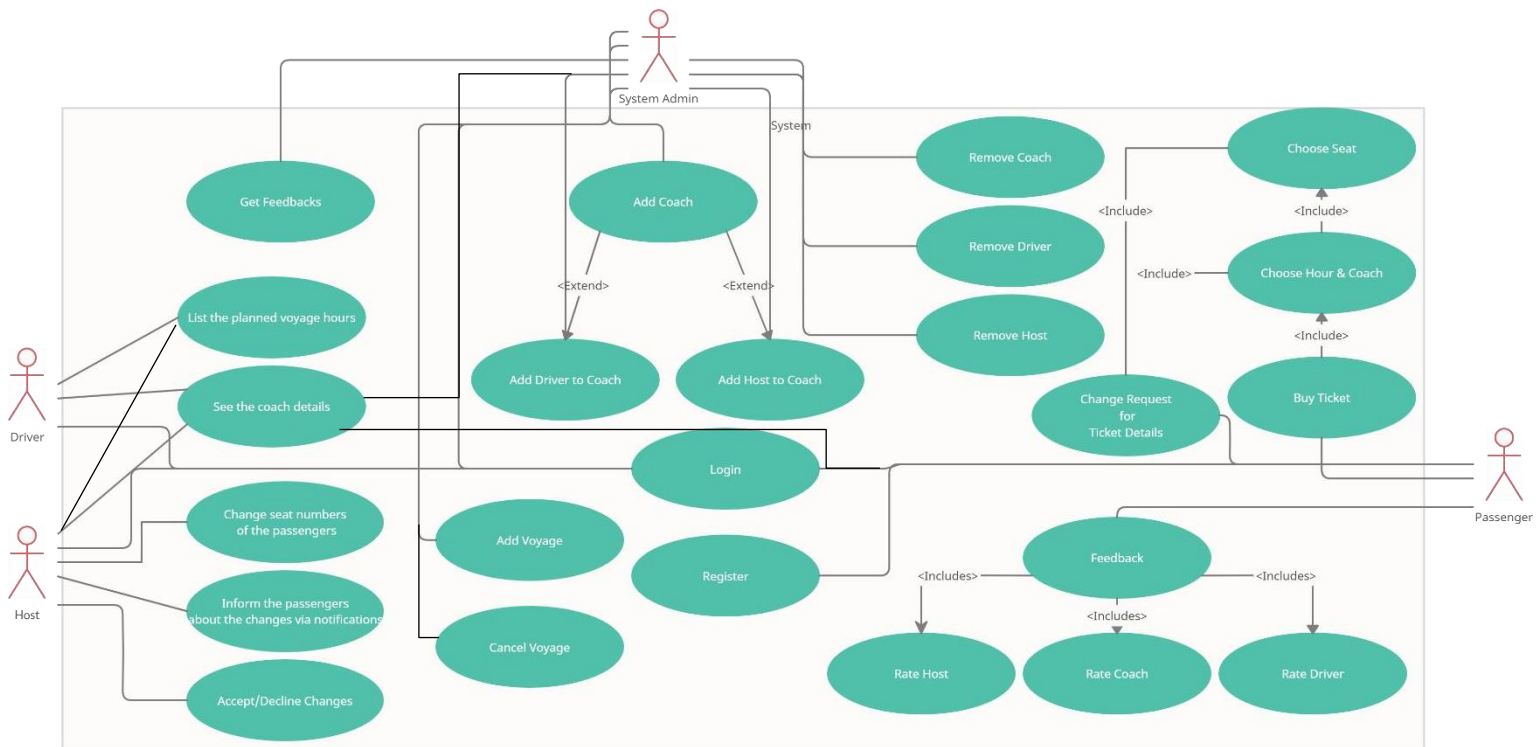 System Admin
System
Remove Coach
Choose Seat
Get Feedbacks
Add Coach
<Include>
<Include>
Remove Driver
Choose Hour & Coach
<Include>
<Extend>
<Extend>
List the planned voyage hours
Remove Host
<Include>
Add Driver to Coach
Add Host to Coach
Change Request
for
Ticket Details
Buy Ticket
See the coach details
Driver
Login
Passenger
Change seat numbers
of the passengers
Add Voyage
Feedback
Register
<Includes>
<Includes>
Host
Inform the passengers
about the changes via notifications
<Includes>
Cancel Voyage
Rate Host
Rate Coach
Rate Driver
Accept/Decline Changes